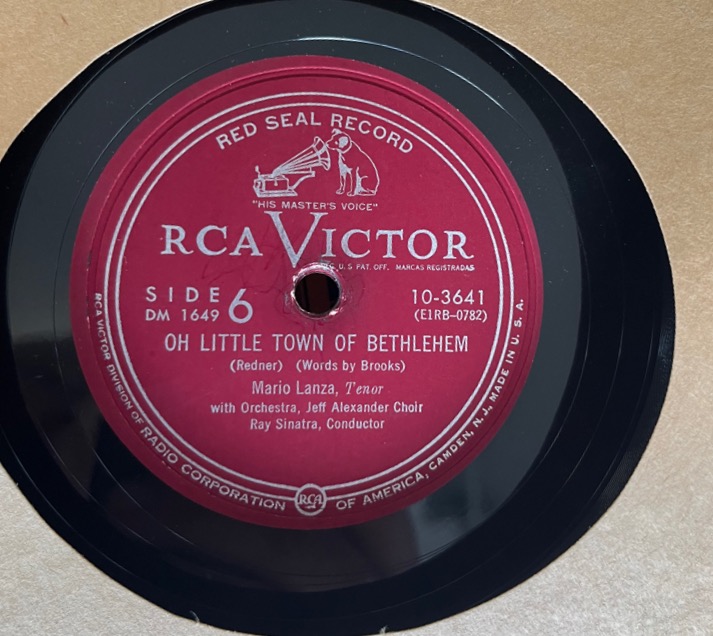 RED SEAL RECORD
"HIS MASTER'S VOICE"
RCA VICTOR
U.S PAT. OFF. MARCAS REGISTRADAS
SIDE 6
10-3641
DM 1649
(E1RB-0782)
OH LITTLE TOWN OF BETHLEHEM
(Redner) (Words by Brooks)
Mario Lanza, Tenor
with Orchestra, Jeff Alexander Choir
Ray Sinatra, Conductor
RCA VICTOR DIVISION OF RADIO CORPORATION OF AMERICA, CAMDEN, N.J., MADE IN U.S.A.
RCA